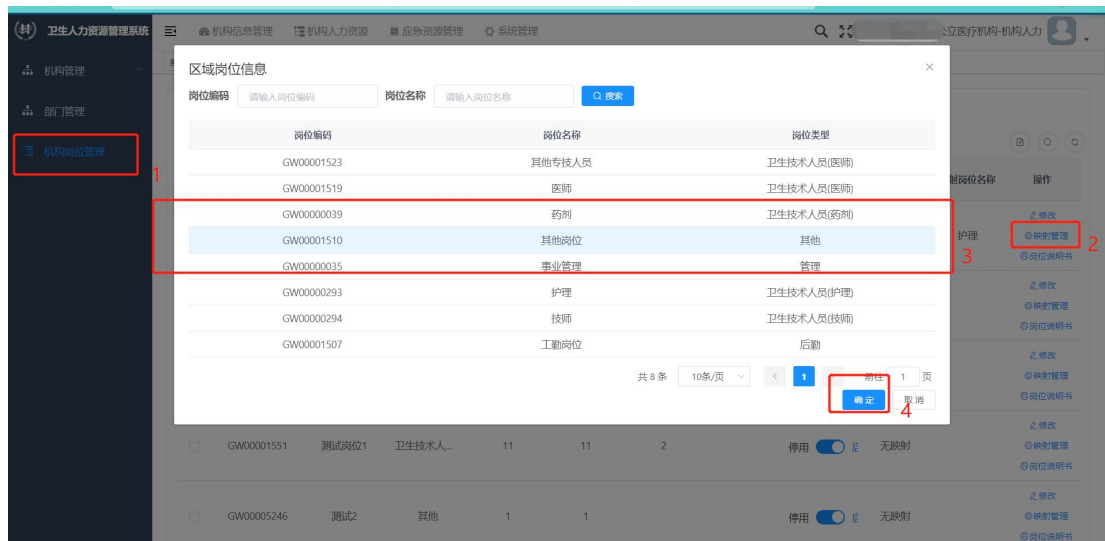 卫生人力资源管理系统 机构信息管理 机构人力资源 应急资源管理 系统管理 立医疗机构-机构人力
机构管理
部门管理
机构岗位管理
1
区域岗位信息
岗位编码 请输入岗位编码 岗位名称 请输入岗位名称 搜索
岗位编码 岗位名称 岗位类型
GW00001523 其他专技人员 卫生技术人员(医师)
GW00001519 医师 卫生技术人员(医师)
GW00000039 药剂 卫生技术人员(药剂)
GW00001510 其他岗位 其他
GW00000035 事业管理 管理
GW00000293 护理 卫生技术人员(护理)
GW00000294 技师 卫生技术人员(技师)
GW00001507 工勤岗位 后勤
共 8 条 10条/页 1 前往 1 页
确定 取消
4
3
射岗位名称 操作
修改
护理 映射管理 2
岗位说明书
修改
映射管理
岗位说明书
修改
映射管理
岗位说明书
修改
GW00001551 测试岗位1 卫生技术人... 11 11 2 停用 无映射 映射管理
岗位说明书
修改
GW00005246 测试2 其他 1 1 停用 无映射 映射管理
岗位说明书